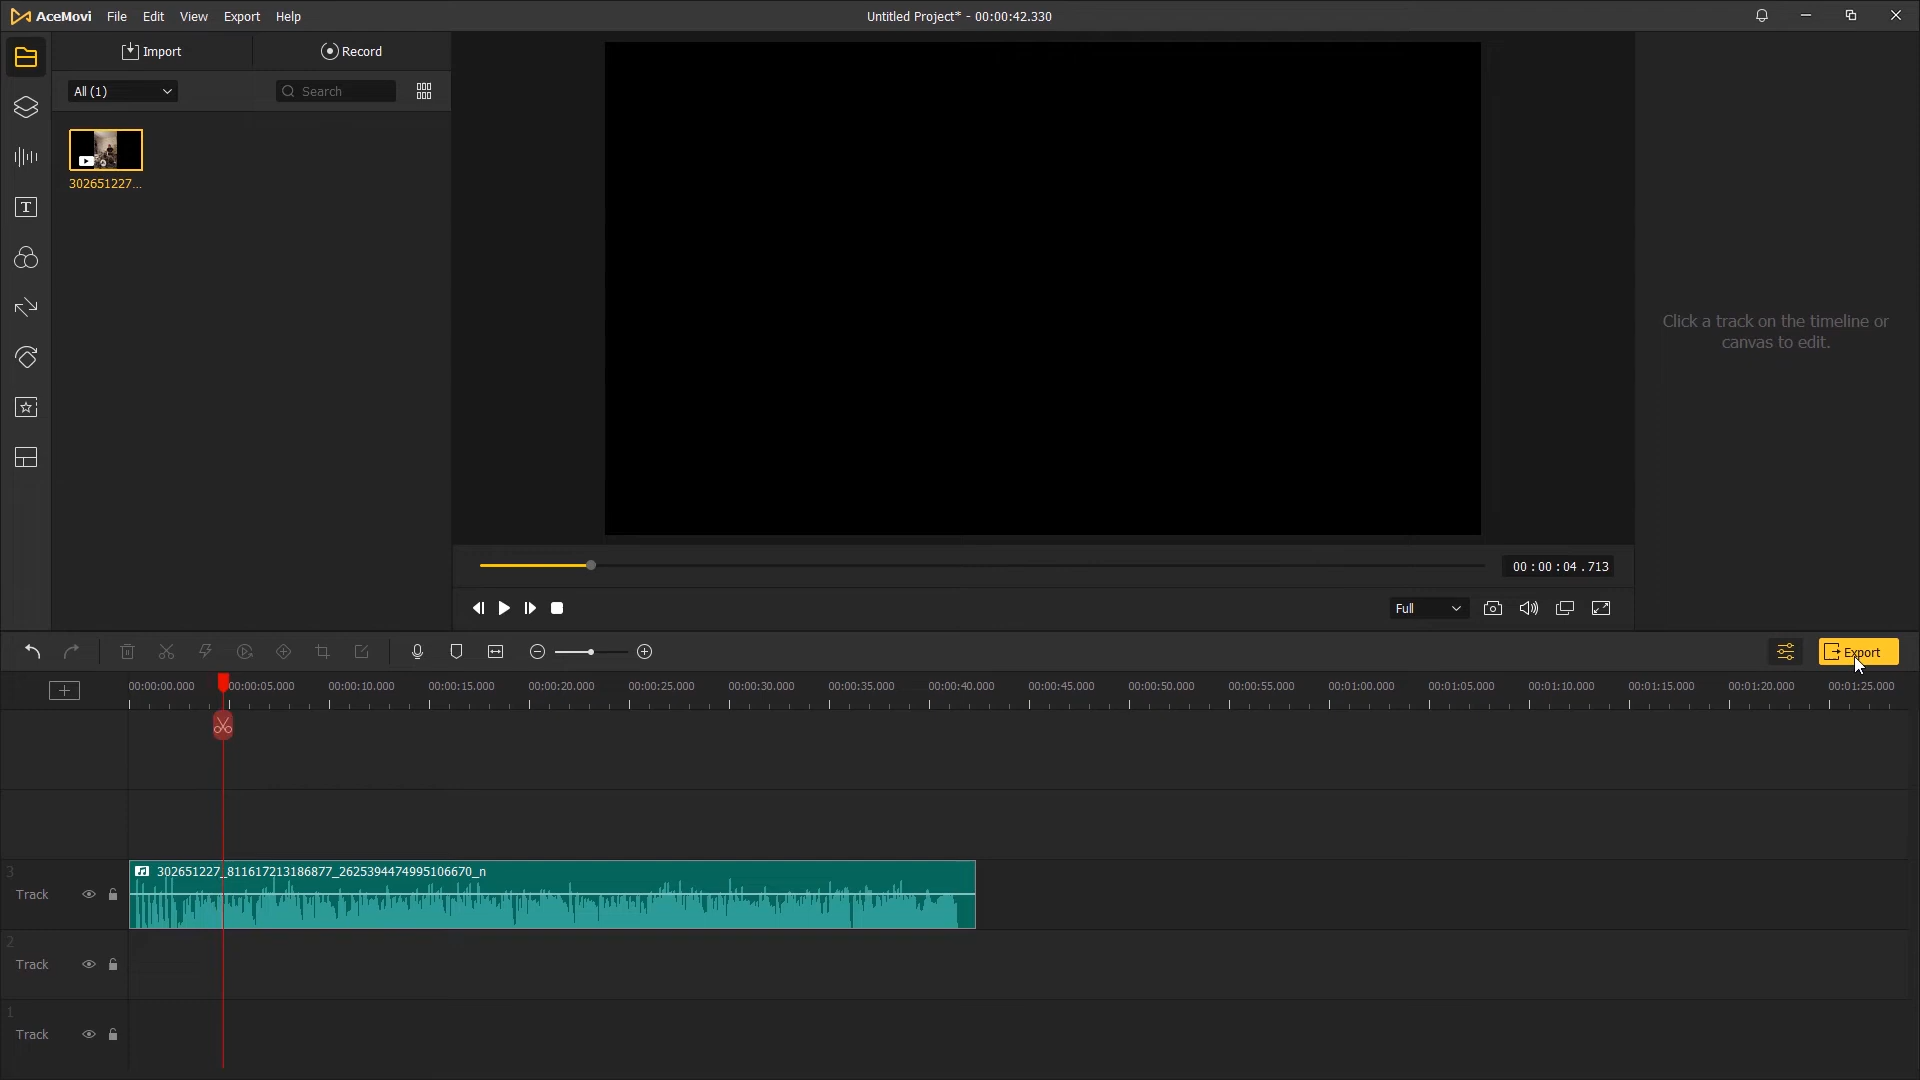 AceMovi File Edit View Export Help
Untitled Project* - 00:00:42.330
Import
Record
All (1)
Search
302651227...
Click a track on the timeline or
canvas to edit.
00 : 00 : 04 . 713
Full
Export
00:00:00.000 00:00:05.000 00:00:10.000 00:00:15.000 00:00:20.000 00:00:25.000 00:00:30.000 00:00:35.000 00:00:40.000 00:00:45.000 00:00:50.000 00:00:55.000 00:01:00.000 00:01:05.000 00:01:10.000 00:01:15.000 00:01:20.000 00:01:25.000
3
302651227_811617213186877_2625394474995106670_n
Track
2
Track
1
Track